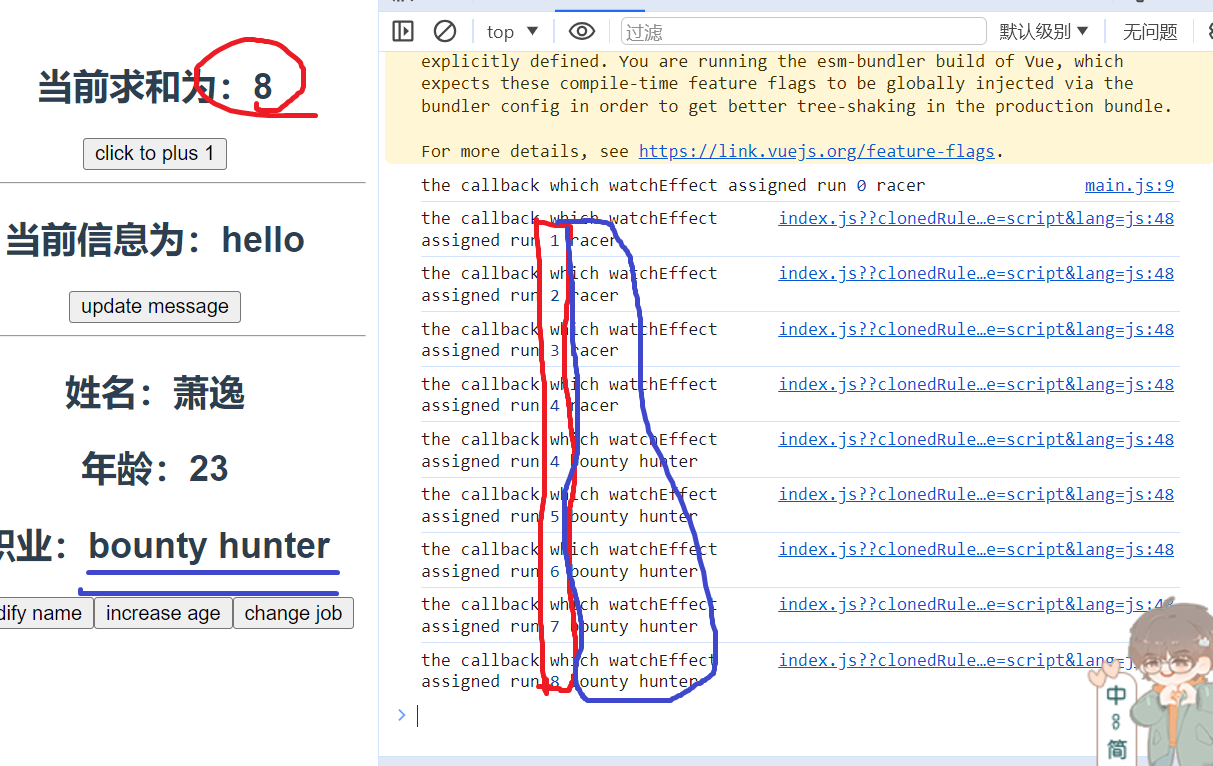 当前求和为：8
click to plus 1
当前信息为：hello
update message
姓名：萧逸
年龄：23
职业：bounty hunter
dify name
increase age
change job
top
过滤
默认级别
无问题
explicitly defined. You are running the esm-bundler build of Vue, which
expects these compile-time feature flags to be globally injected via the
bundler config in order to get better tree-shaking in the production bundle.
For more details, see https://link.vuejs.org/feature-flags.
the callback which watchEffect assigned run 0 racer main.js:9
the callback which watchEffect index.js??clonedRule…e=script&lang=js:48
assigned run 1 racer
the callback which watchEffect index.js??clonedRule…e=script&lang=js:48
assigned run 2 racer
the callback which watchEffect index.js??clonedRule…e=script&lang=js:48
assigned run 3 racer
the callback which watchEffect index.js??clonedRule…e=script&lang=js:48
assigned run 4 racer
the callback which watchEffect index.js??clonedRule…e=script&lang=js:48
assigned run 4 bounty hunter
the callback which watchEffect index.js??clonedRule…e=script&lang=js:48
assigned run 5 bounty hunter
the callback which watchEffect index.js??clonedRule…e=script&lang=js:48
assigned run 6 bounty hunter
the callback which watchEffect index.js??clonedRule…e=script&lang=js:48
assigned run 7 bounty hunter
the callback which watchEffect index.js??clonedRule…e=script&lang=
assigned run 8 bounty hunter
中
8
简